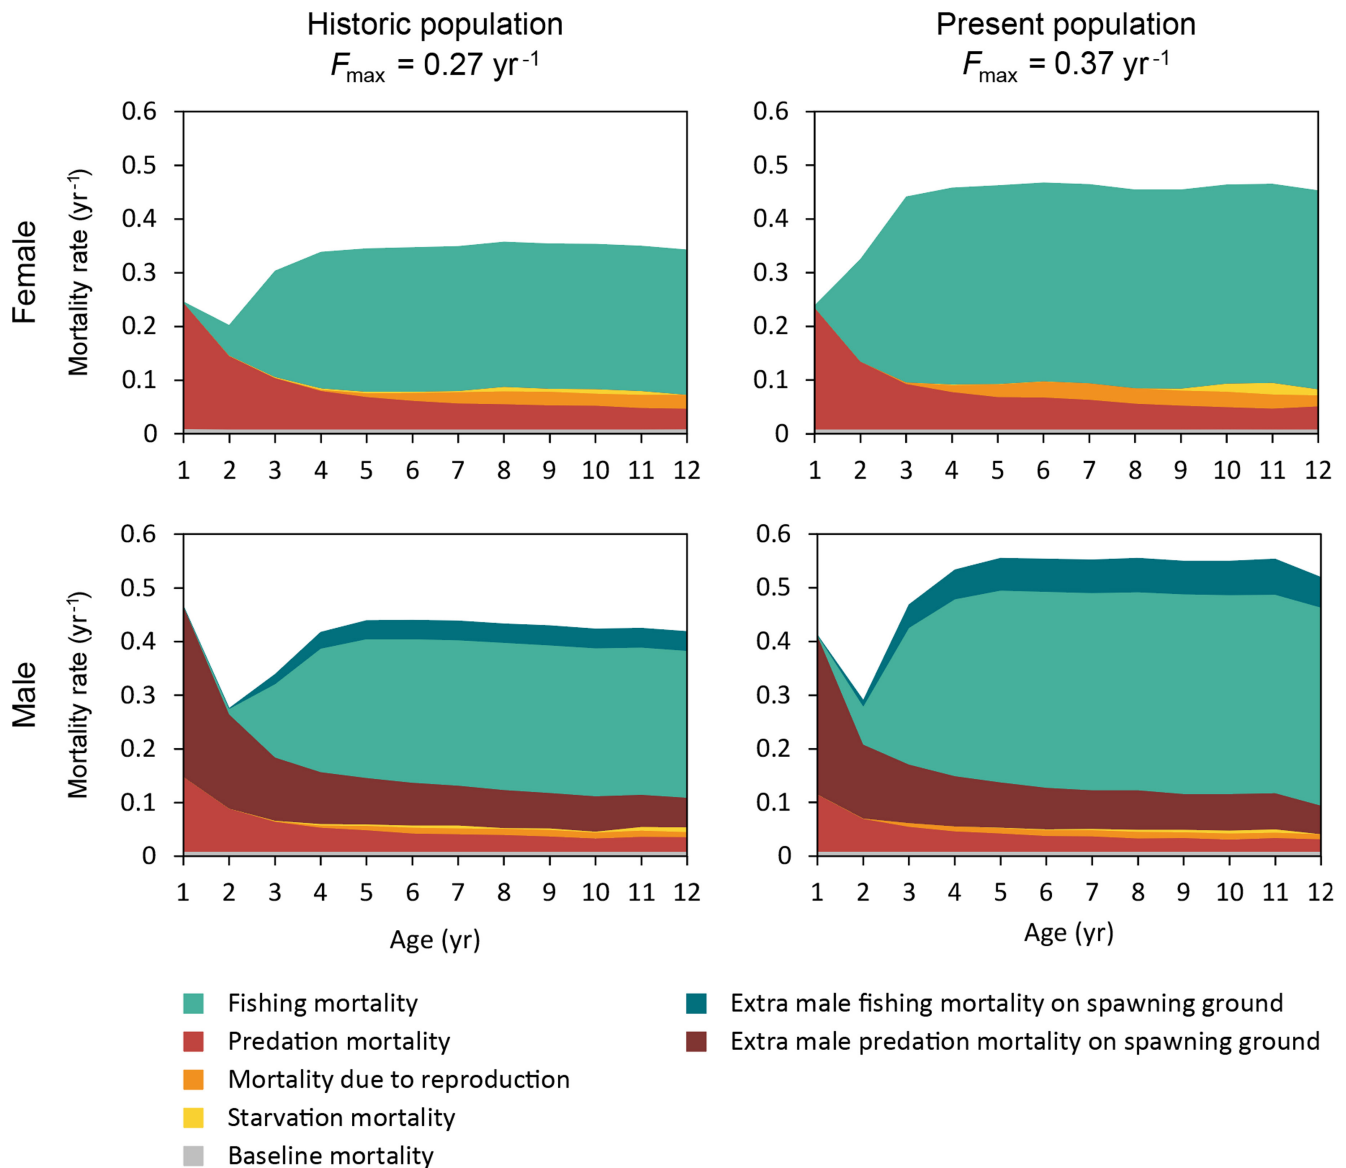 Historic population
Fmax = 0.27 yr-1
Present population
Fmax = 0.37 yr-1
Female
Mortality rate (yr-1)
0.6
0.5
0.4
0.3
0.2
0.1
0
1 2 3 4 5 6 7 8 9 10 11 12
0.6
0.5
0.4
0.3
0.2
0.1
0
1 2 3 4 5 6 7 8 9 10 11 12
Male
Mortality rate (yr-1)
0.6
0.5
0.4
0.3
0.2
0.1
0
1 2 3 4 5 6 7 8 9 10 11 12
Age (yr)
0.6
0.5
0.4
0.3
0.2
0.1
0
1 2 3 4 5 6 7 8 9 10 11 12
Age (yr)
Fishing mortality
Predation mortality
Mortality due to reproduction
Starvation mortality
Baseline mortality
Extra male fishing mortality on spawning ground
Extra male predation mortality on spawning ground